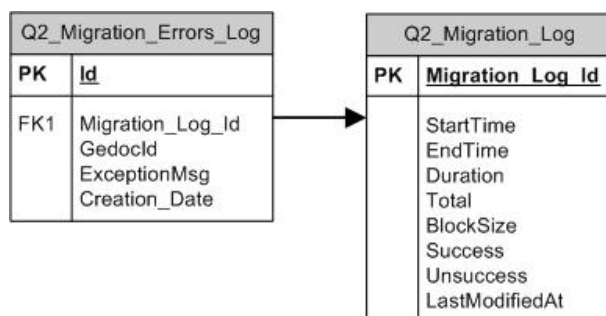 Q2_Migration_Errors_Log
PK Id
FK1 Migration_Log_Id
GedocId
ExceptionMsg
Creation_Date
Q2_Migration_Log
PK Migration_Log_Id
StartTime
EndTime
Duration
Total
BlockSize
Success
Unsuccess
LastModifiedAt